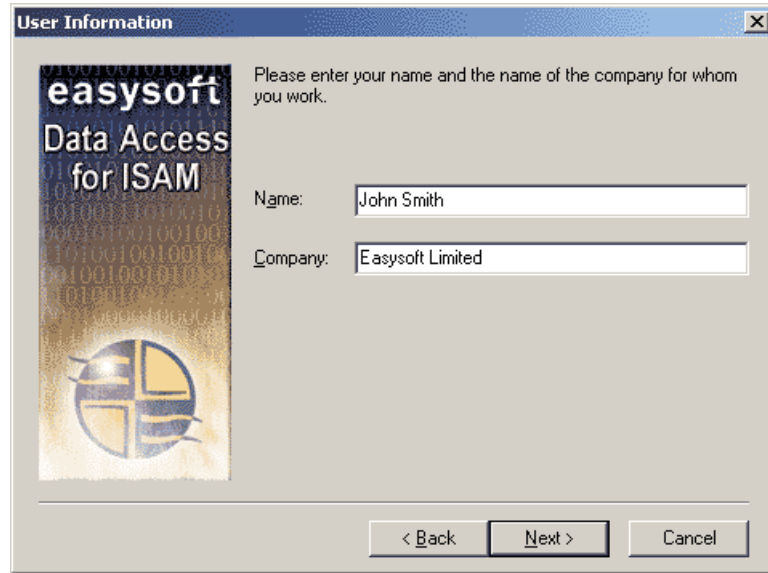 User Information
easysoft
Data Access
for ISAM
Please enter your name and the name of the company for whom
you work.
Name: John Smith
Company: Easysoft Limited
< Back Next > Cancel